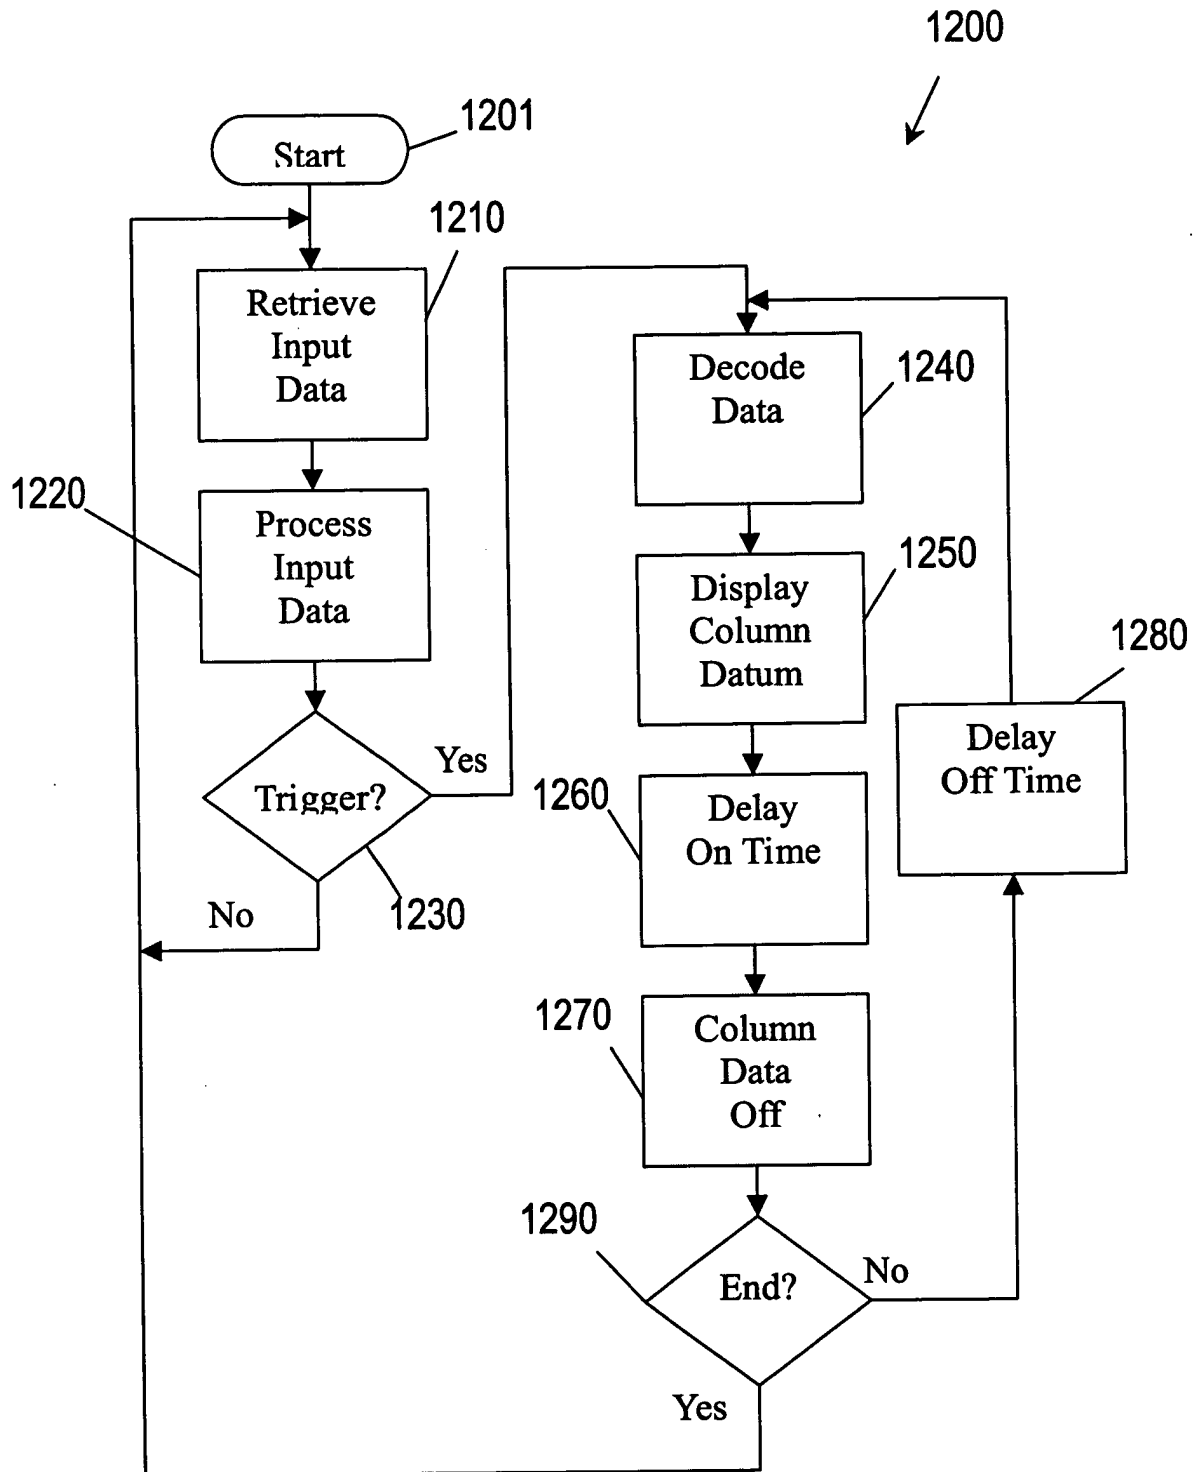 1200
Start
1201
1210
Retrieve
Input
Data
1220
Process
Input
Data
Trigger?
Yes
No
1230
Decode
Data
1240
Display
Column
Datum
1250
1260
Delay
On Time
1270
Column
Data
Off
1280
Delay
Off Time
1290
End?
No
Yes